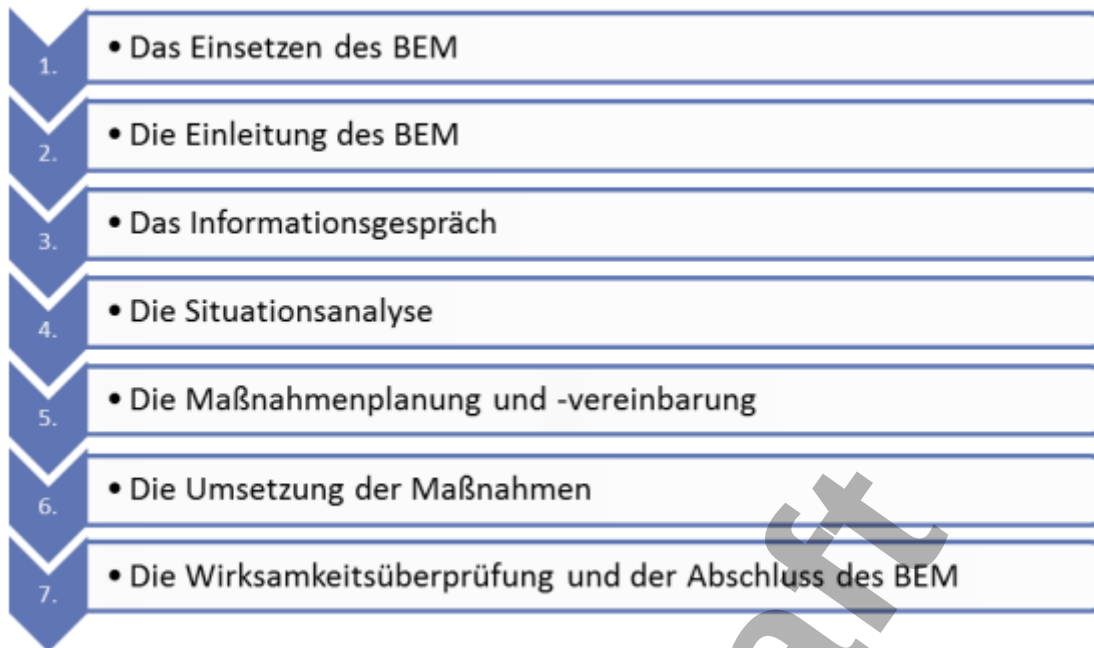 1. • Das Einsetzen des BEM
2. • Die Einleitung des BEM
3. • Das Informationsgespräch
4. • Die Situationsanalyse
5. • Die Maßnahmenplanung und -vereinbarung
6. • Die Umsetzung der Maßnahmen
7. • Die Wirksamkeitsüberprüfung und der Abschluss des BEM